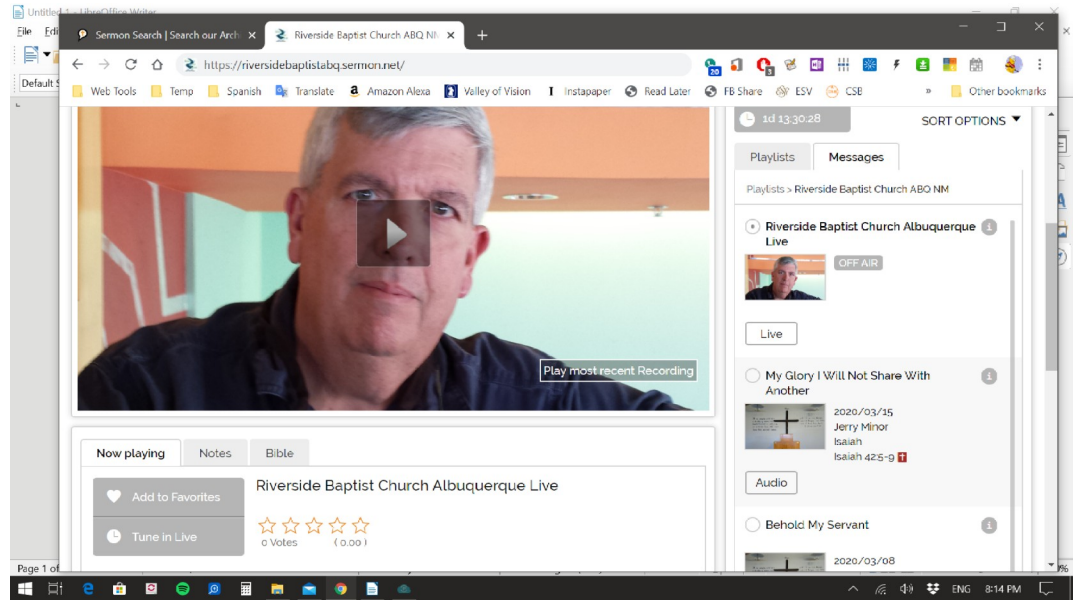 Untitled 1 - LibreOffice Writer
File Edi
Default S
Page 1 of
Sermon Search | Search our Arch
Riverside Baptist Church ABQ NM
https://riversidebaptistabq.sermon.net/
20
3
Web Tools Temp Spanish Translate Amazon Alexa Valley of Vision Instapaper Read Later FB Share ESV CSB » Other bookmarks
Play most recent Recording
Now playing Notes Bible
Add to Favorites
Tune in Live
Riverside Baptist Church Albuquerque Live
0 Votes (0.00)
1d 13:30:28
SORT OPTIONS
Playlists Messages
Playlists > Riverside Baptist Church ABQ NM
Riverside Baptist Church Albuquerque
Live
OFF AIR
Live
My Glory I Will Not Share With
Another
2020/03/15
Jerry Minor
Isaiah
Isaiah 42:5-9
Audio
Behold My Servant
2020/03/08
ENG 8:14 PM